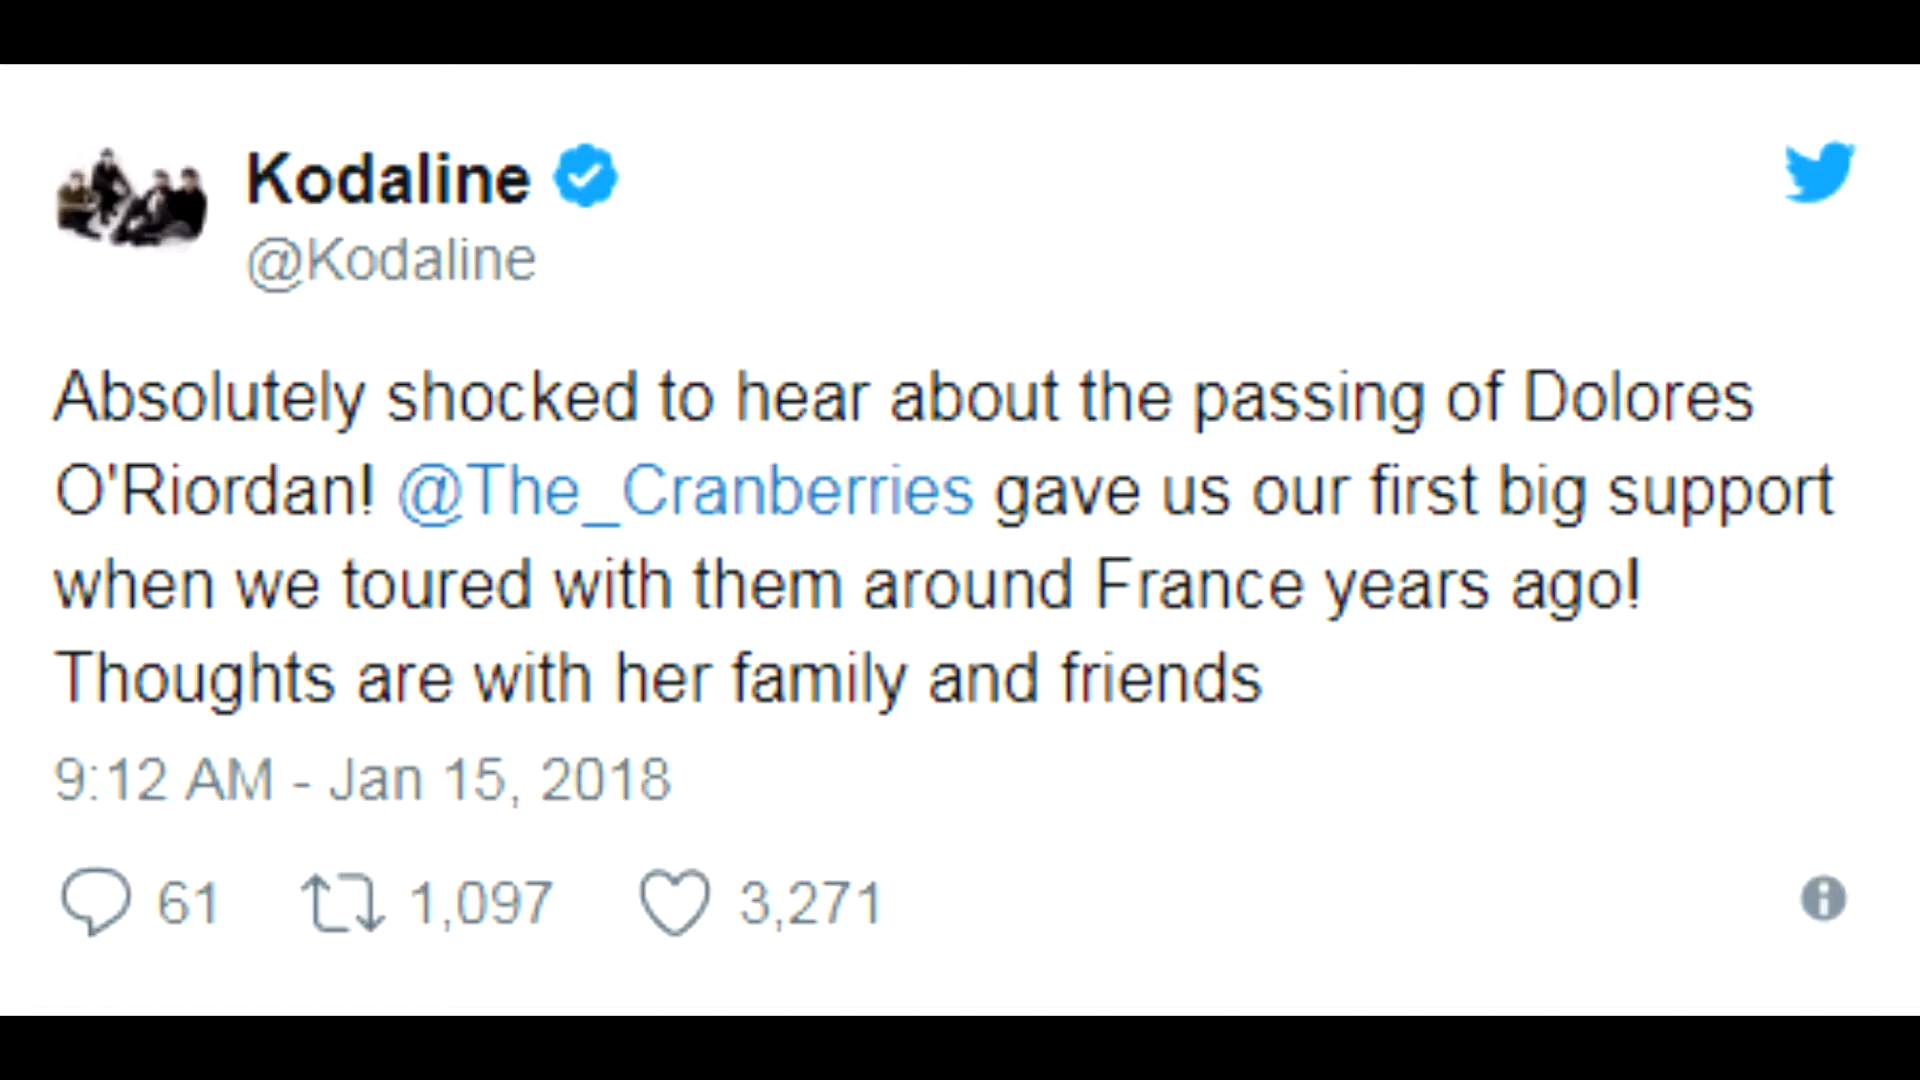 Kodaline
@Kodaline
Absolutely shocked to hear about the passing of Dolores
O'Riordan! @The_Cranberries gave us our first big support
when we toured with them around France years ago!
Thoughts are with her family and friends
9:12 AM - Jan 15, 2018
61 1,097 3,271